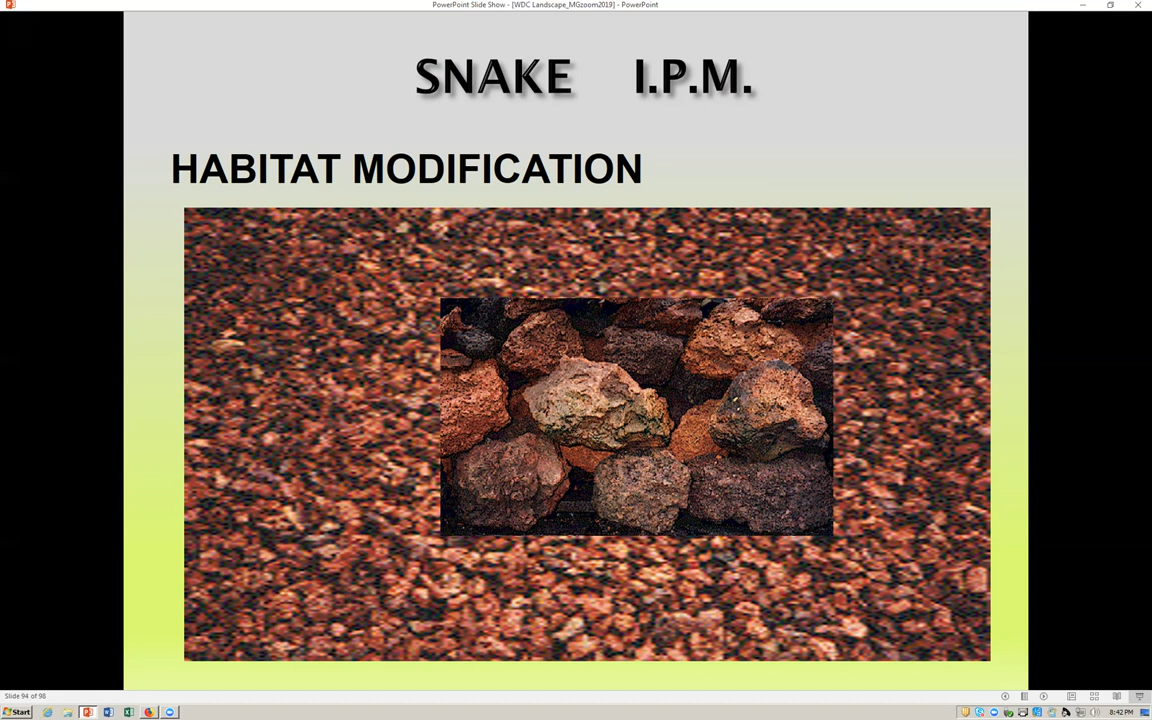 PowerPoint Slide Show - [WDC Landscape_MGzoom2019] - PowerPoint
SNAKE I.P.M.
HABITAT MODIFICATION
Slide 94 of 98
Start
8:42 PM